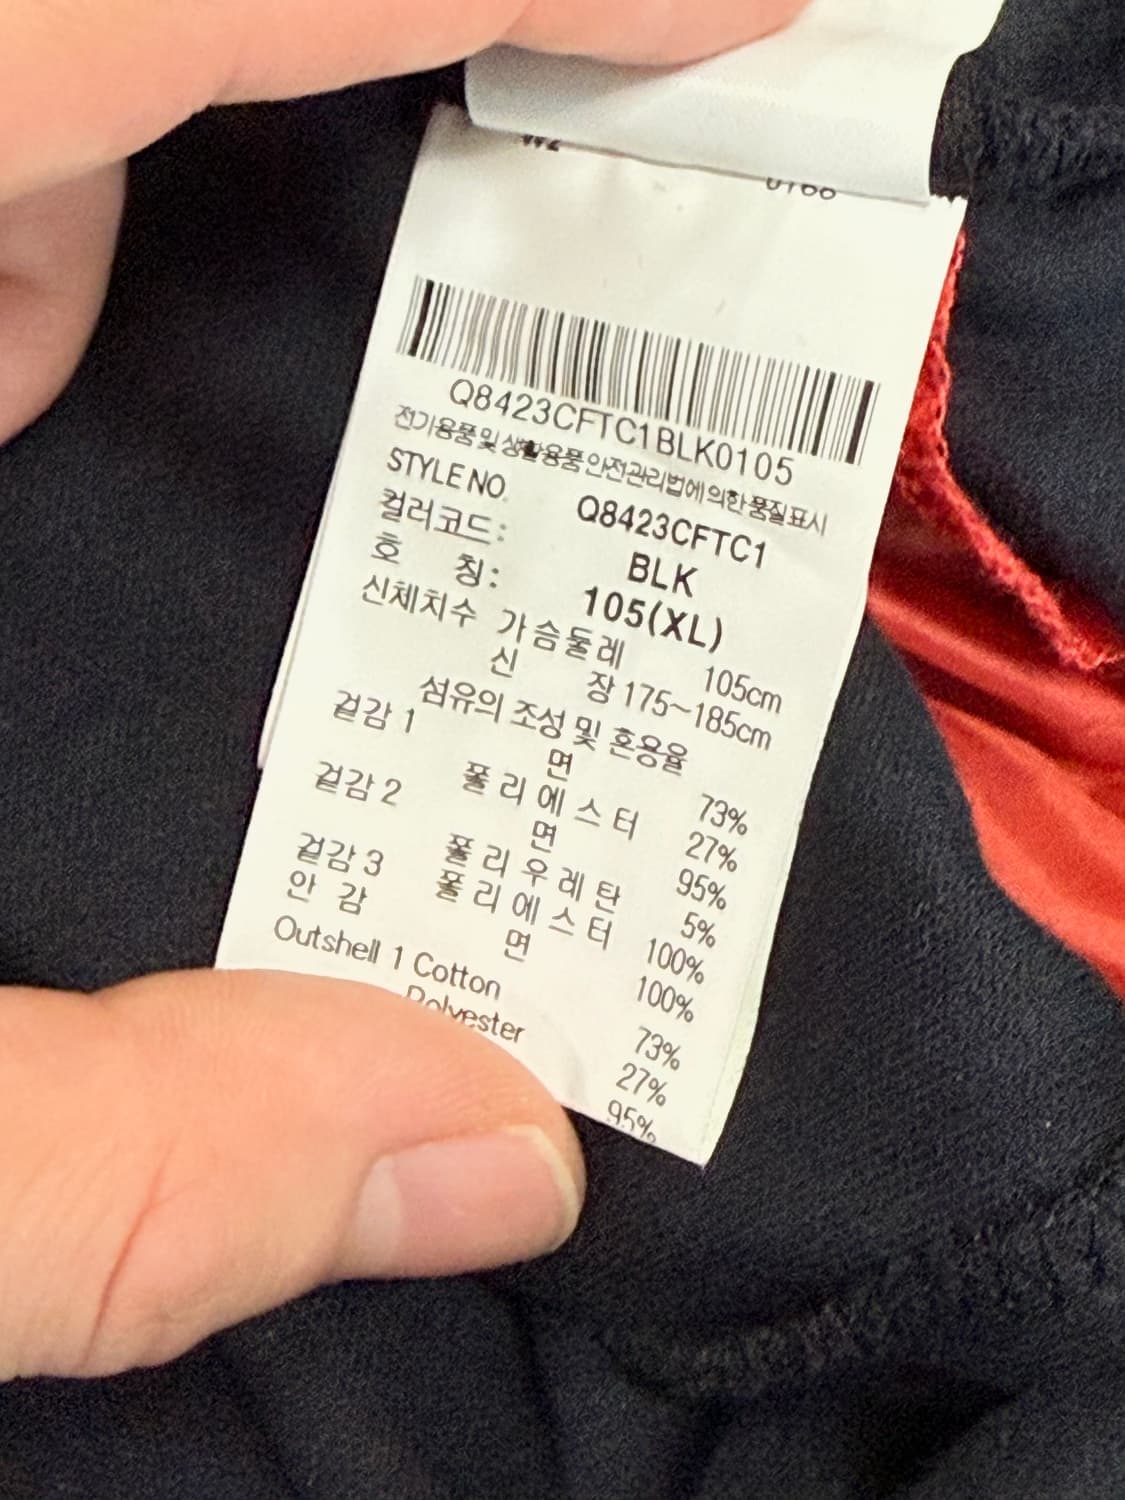 Q8423CFTC1BLK0105
전기용품 및 생활용품 안전관리법에 의한 품질표시
STYLE NO. Q8423CFTC1
컬러코드: BLK
호 칭: 105(XL)
신체치수 가슴둘레 105cm
신 장 175~185cm
섬유의 조성 및 혼용율
겉감 1 면 73%
폴리에스터 27%
겉감 2 면 95%
폴리우레탄 5%
겉감 3 폴리에스터 100%
안 감 면 100%
Outshell 1 Cotton 73%
Polyester 27%
95%